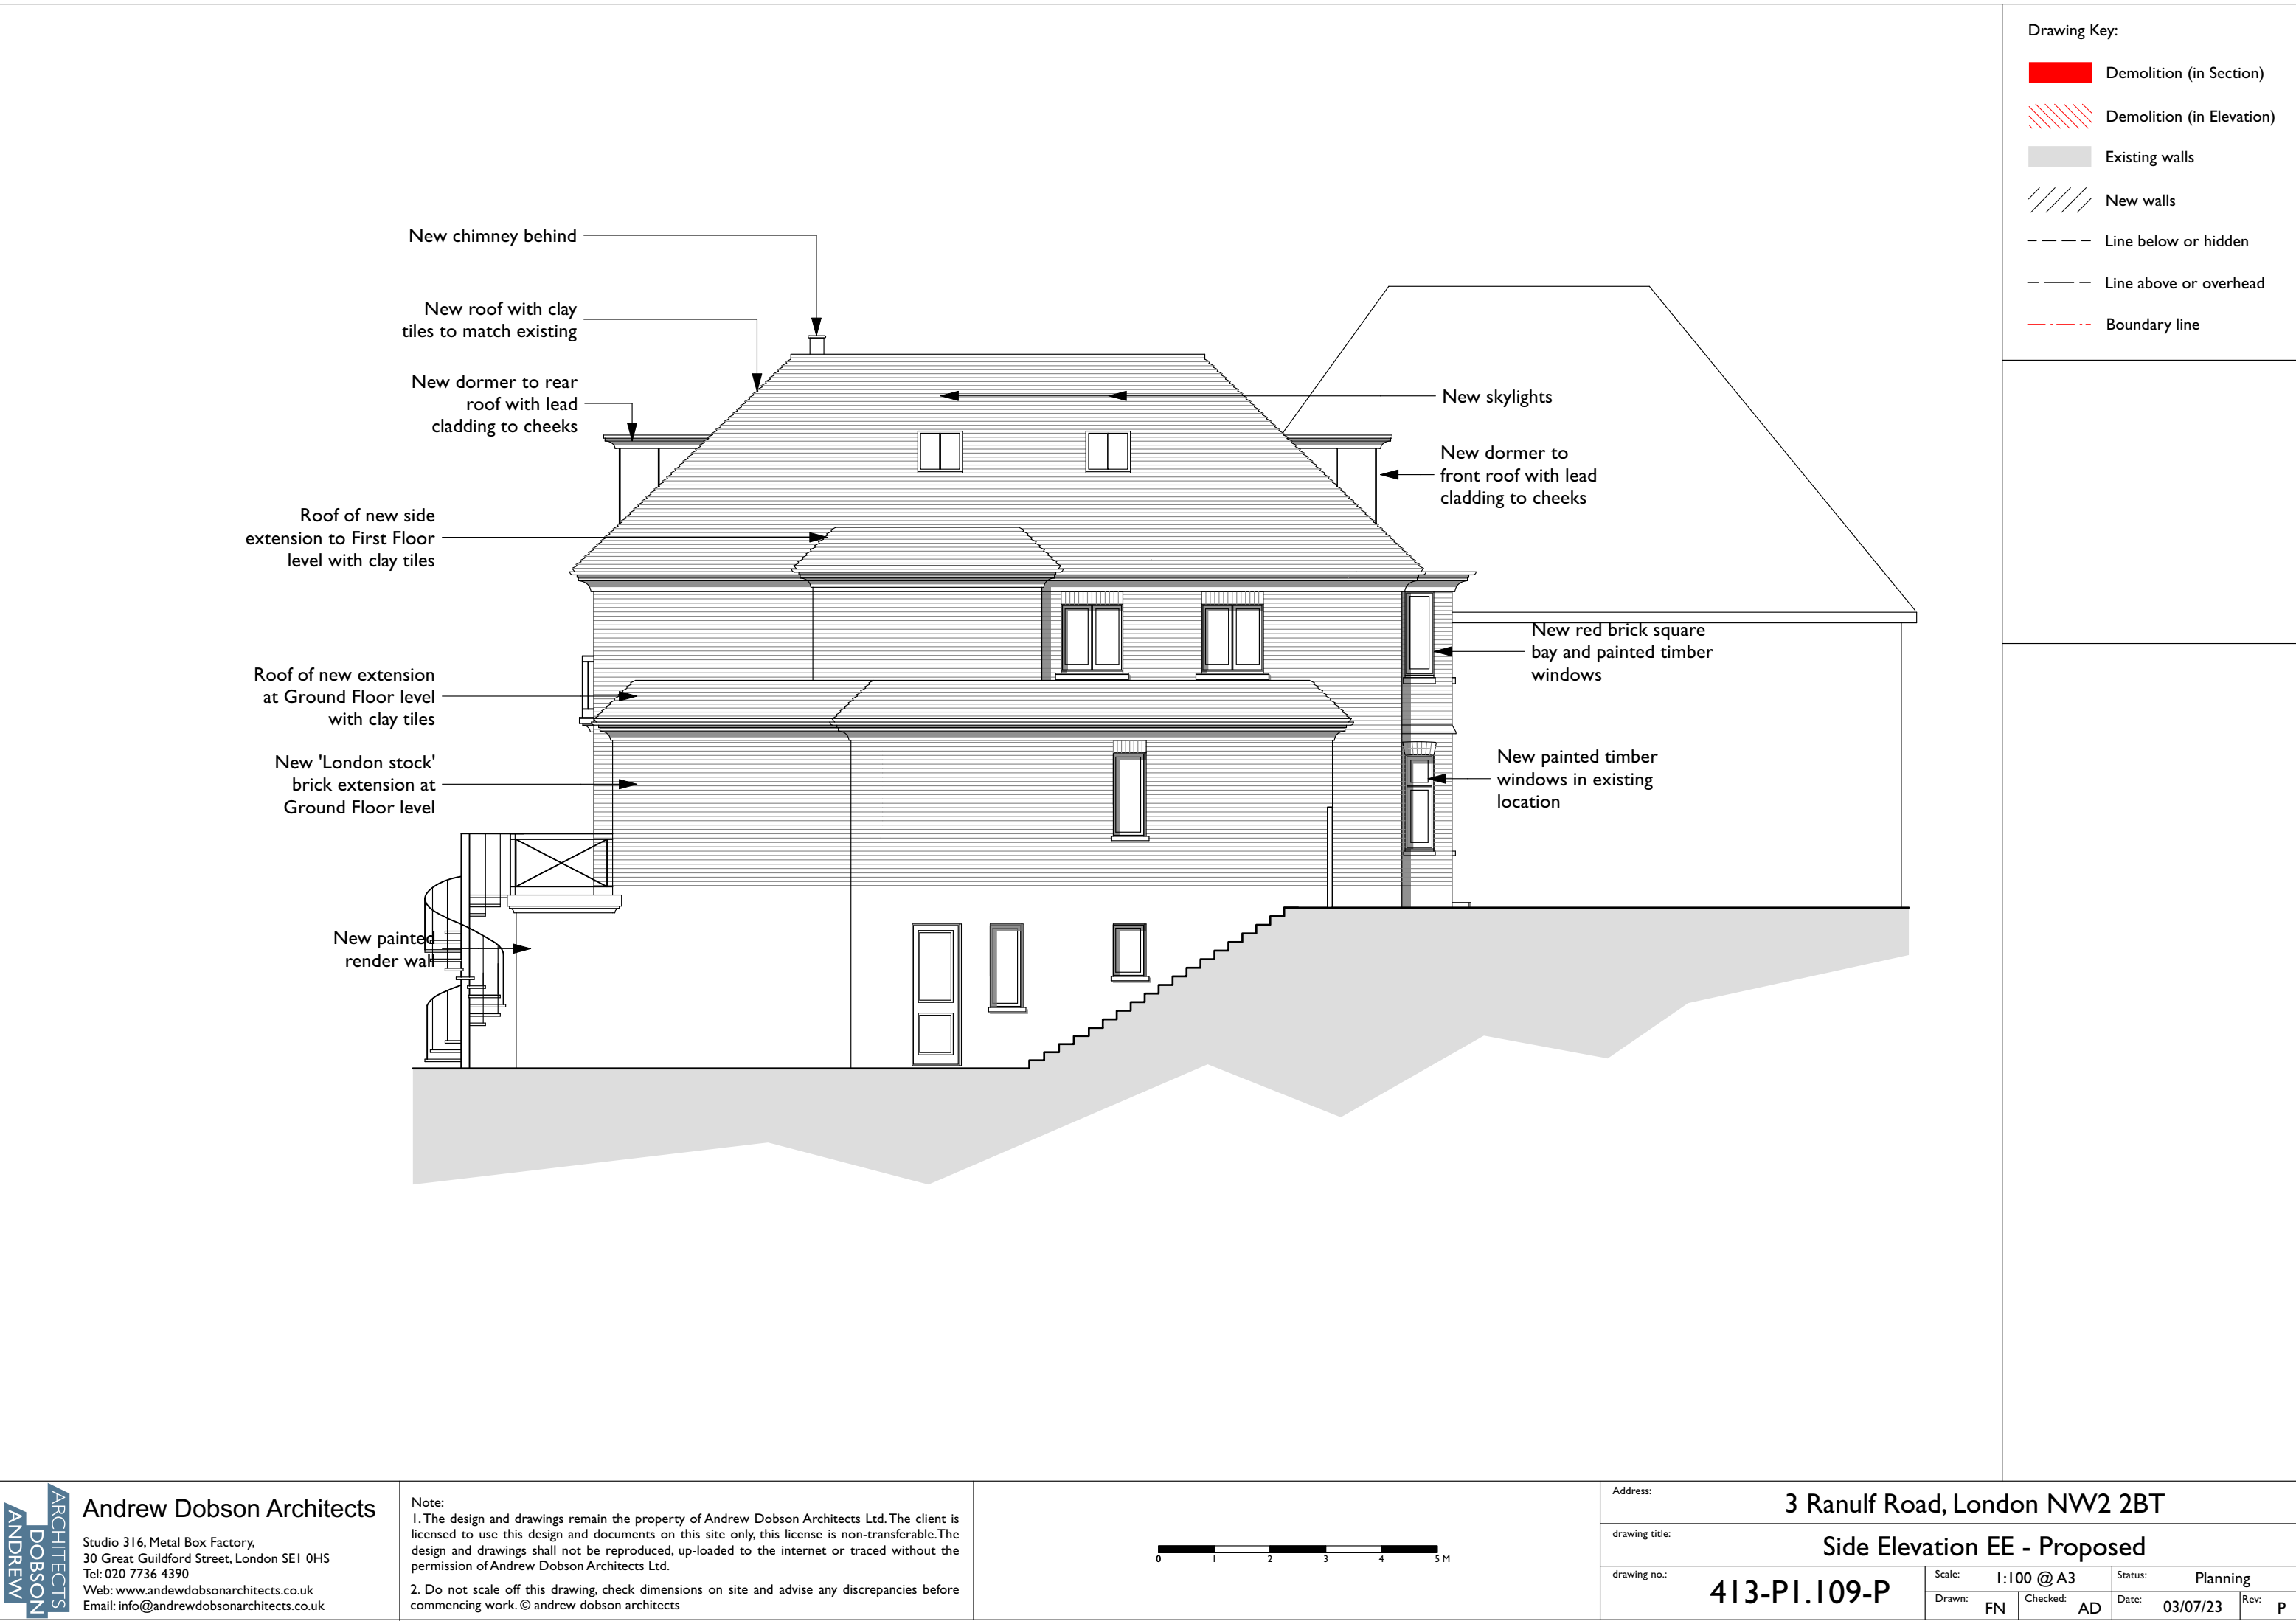 Drawing Key:
Demolition (in Section)
Demolition (in Elevation)
Existing walls
New walls
Line below or hidden
Line above or overhead
Boundary line
New chimney behind
New roof with clay
tiles to match existing
New dormer to rear
roof with lead
cladding to cheeks
Roof of new side
extension to First Floor
level with clay tiles
Roof of new extension
at Ground Floor level
with clay tiles
New 'London stock'
brick extension at
Ground Floor level
New painted
render wall
New skylights
New dormer to
front roof with lead
cladding to cheeks
New red brick square
bay and painted timber
windows
New painted timber
windows in existing
location
ANDREW
DOBSON
ARCHITECTS
Andrew Dobson Architects
Studio 316, Metal Box Factory,
30 Great Guildford Street, London SE1 0HS
Tel: 020 7736 4390
Web: www.andewdobsonarchitects.co.uk
Email: info@andrewdobsonarchitects.co.uk
Note:
1. The design and drawings remain the property of Andrew Dobson Architects Ltd. The client is
licensed to use this design and documents on this site only, this license is non-transferable. The
design and drawings shall not be reproduced, up-loaded to the internet or traced without the
permission of Andrew Dobson Architects Ltd.
2. Do not scale off this drawing, check dimensions on site and advise any discrepancies before
commencing work. © andrew dobson architects
0 1 2 3 4 5 M
Address:
3 Ranulf Road, London NW2 2BT
drawing title:
Side Elevation EE - Proposed
drawing no.:
413-P1.109-P
Scale: 1:100 @ A3
Status: Planning
Drawn: FN
Checked: AD
Date: 03/07/23
Rev: P